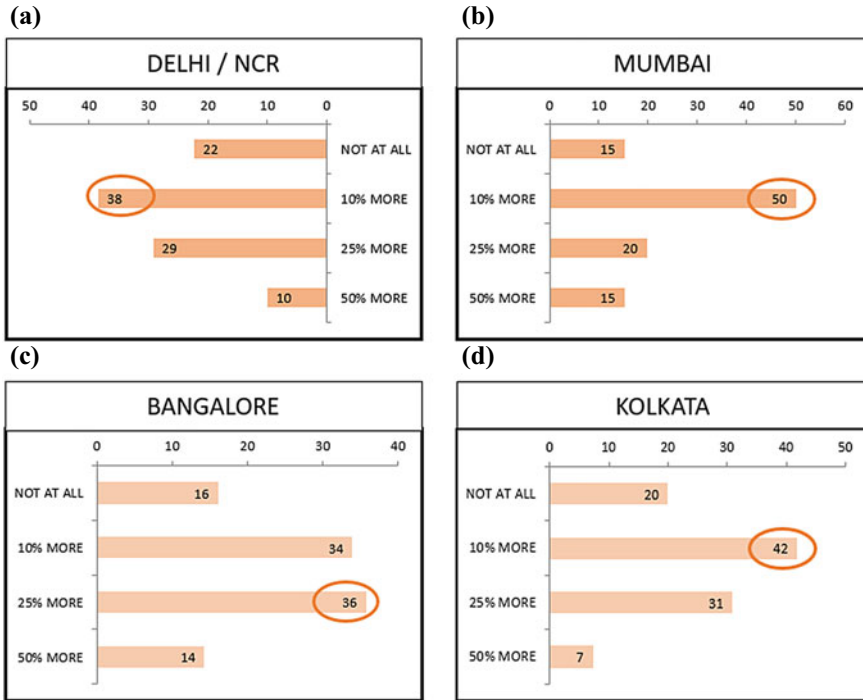 (a)
DELHI / NCR
50 40 30 20 10 0
22 NOT AT ALL
38 10% MORE
29 25% MORE
10 50% MORE
(b)
MUMBAI
0 10 20 30 40 50 60
NOT AT ALL 15
10% MORE 50
25% MORE 20
50% MORE 15
(c)
BANGALORE
0 10 20 30 40
NOT AT ALL 16
10% MORE 34
25% MORE 36
50% MORE 14
(d)
KOLKATA
0 10 20 30 40 50
NOT AT ALL 20
10% MORE 42
25% MORE 31
50% MORE 7